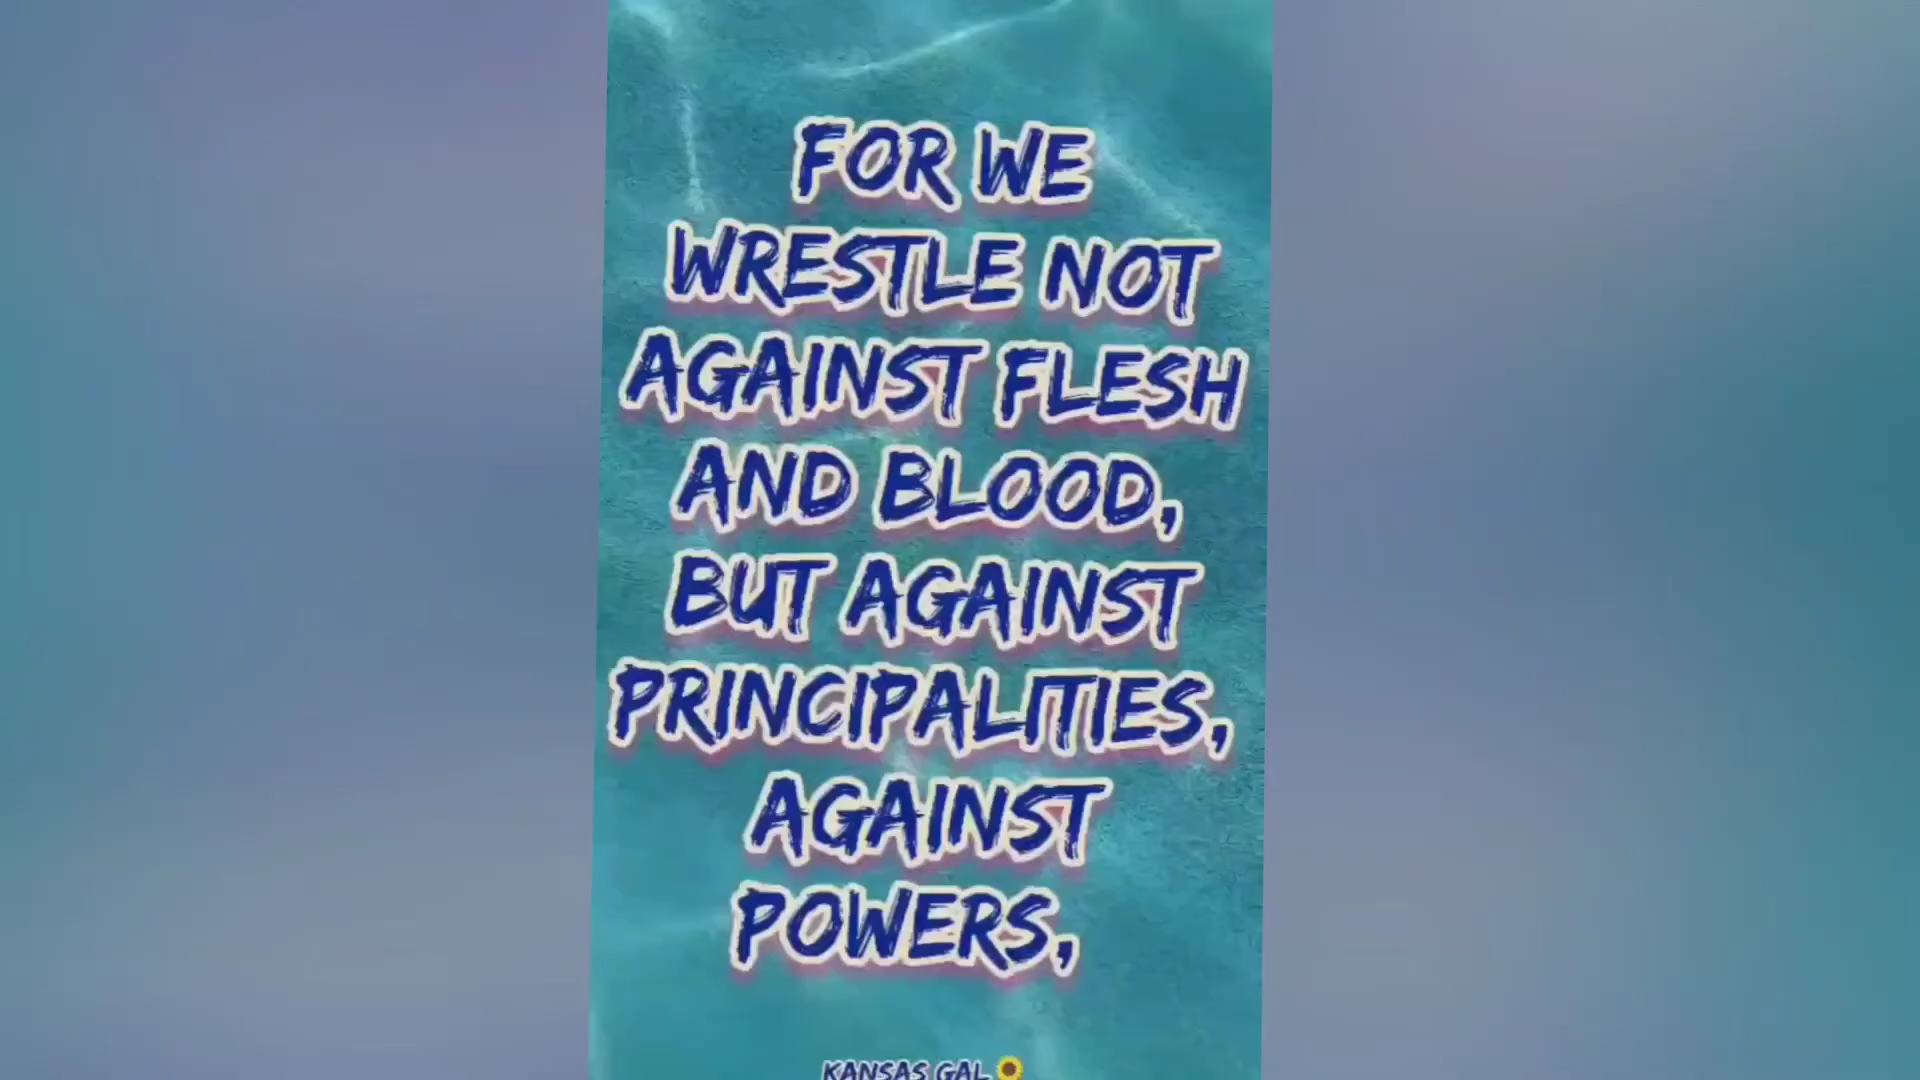 FOR WE
WRESTLE NOT
AGAINST FLESH
AND BLOOD,
BUT AGAINST
PRINCIPALITIES,
AGAINST
POWERS,
KANSAS GAL🌻